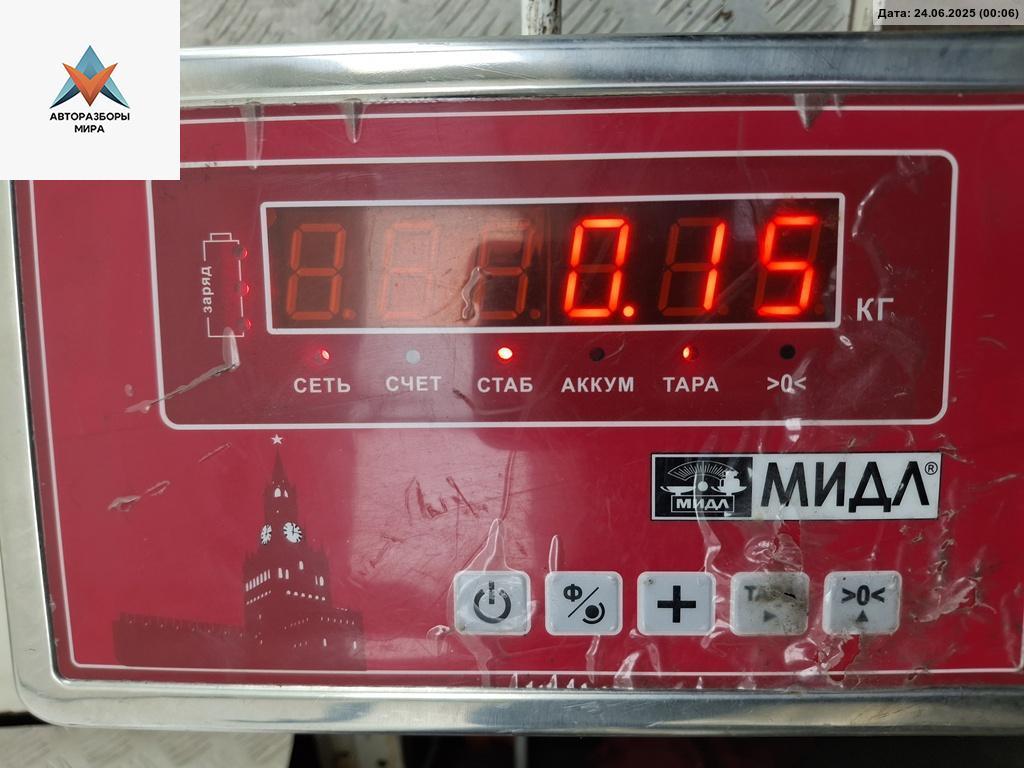 Дата: 24.06.2025 (00:06)
АВТОРАЗБОРЫ
МИРА
заряд
0.15
КГ
СЕТЬ СЧЕТ СТАБ АККУМ ТАРА >0<
МИДЛ МИДЛ®
Ф + >0<